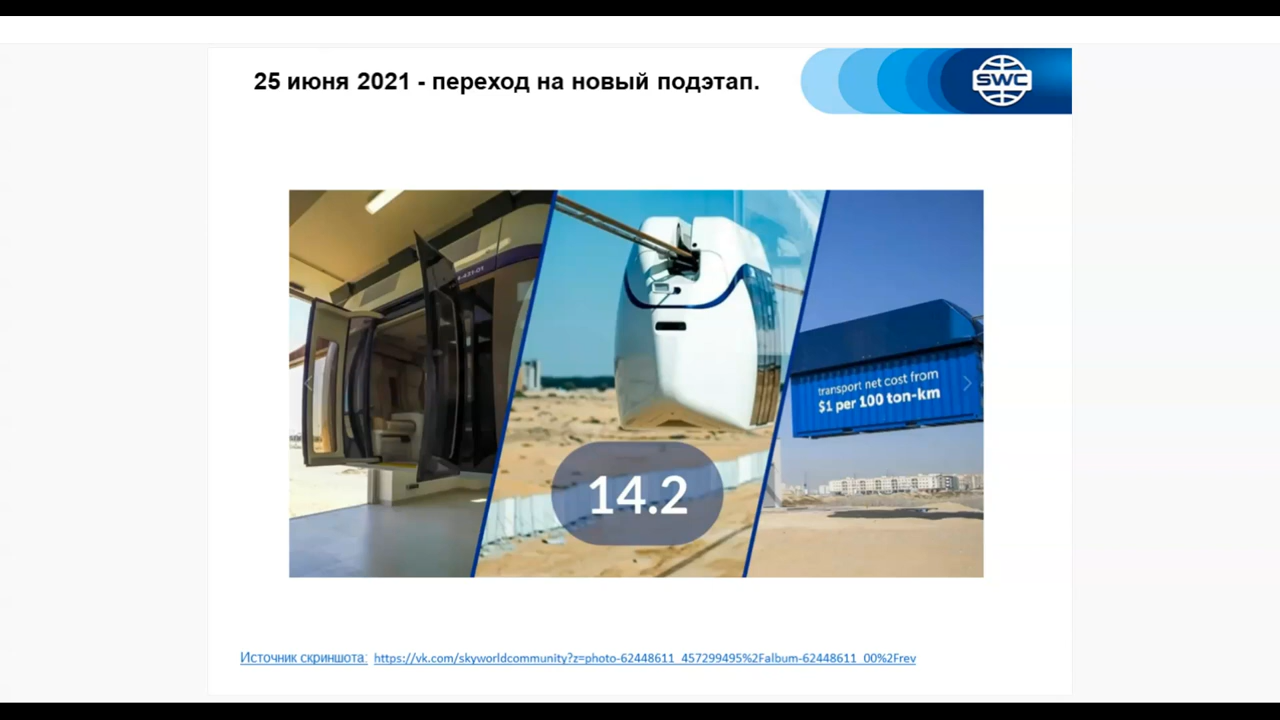 25 июня 2021 - переход на новый подэтап.
SWC
14.2
transport net cost from
$1 per 100 ton-km
Источник скриншота: https://vk.com/skyworldcommunity?z=photo-62448611_457299495%2Falbum-62448611_00%2Frev